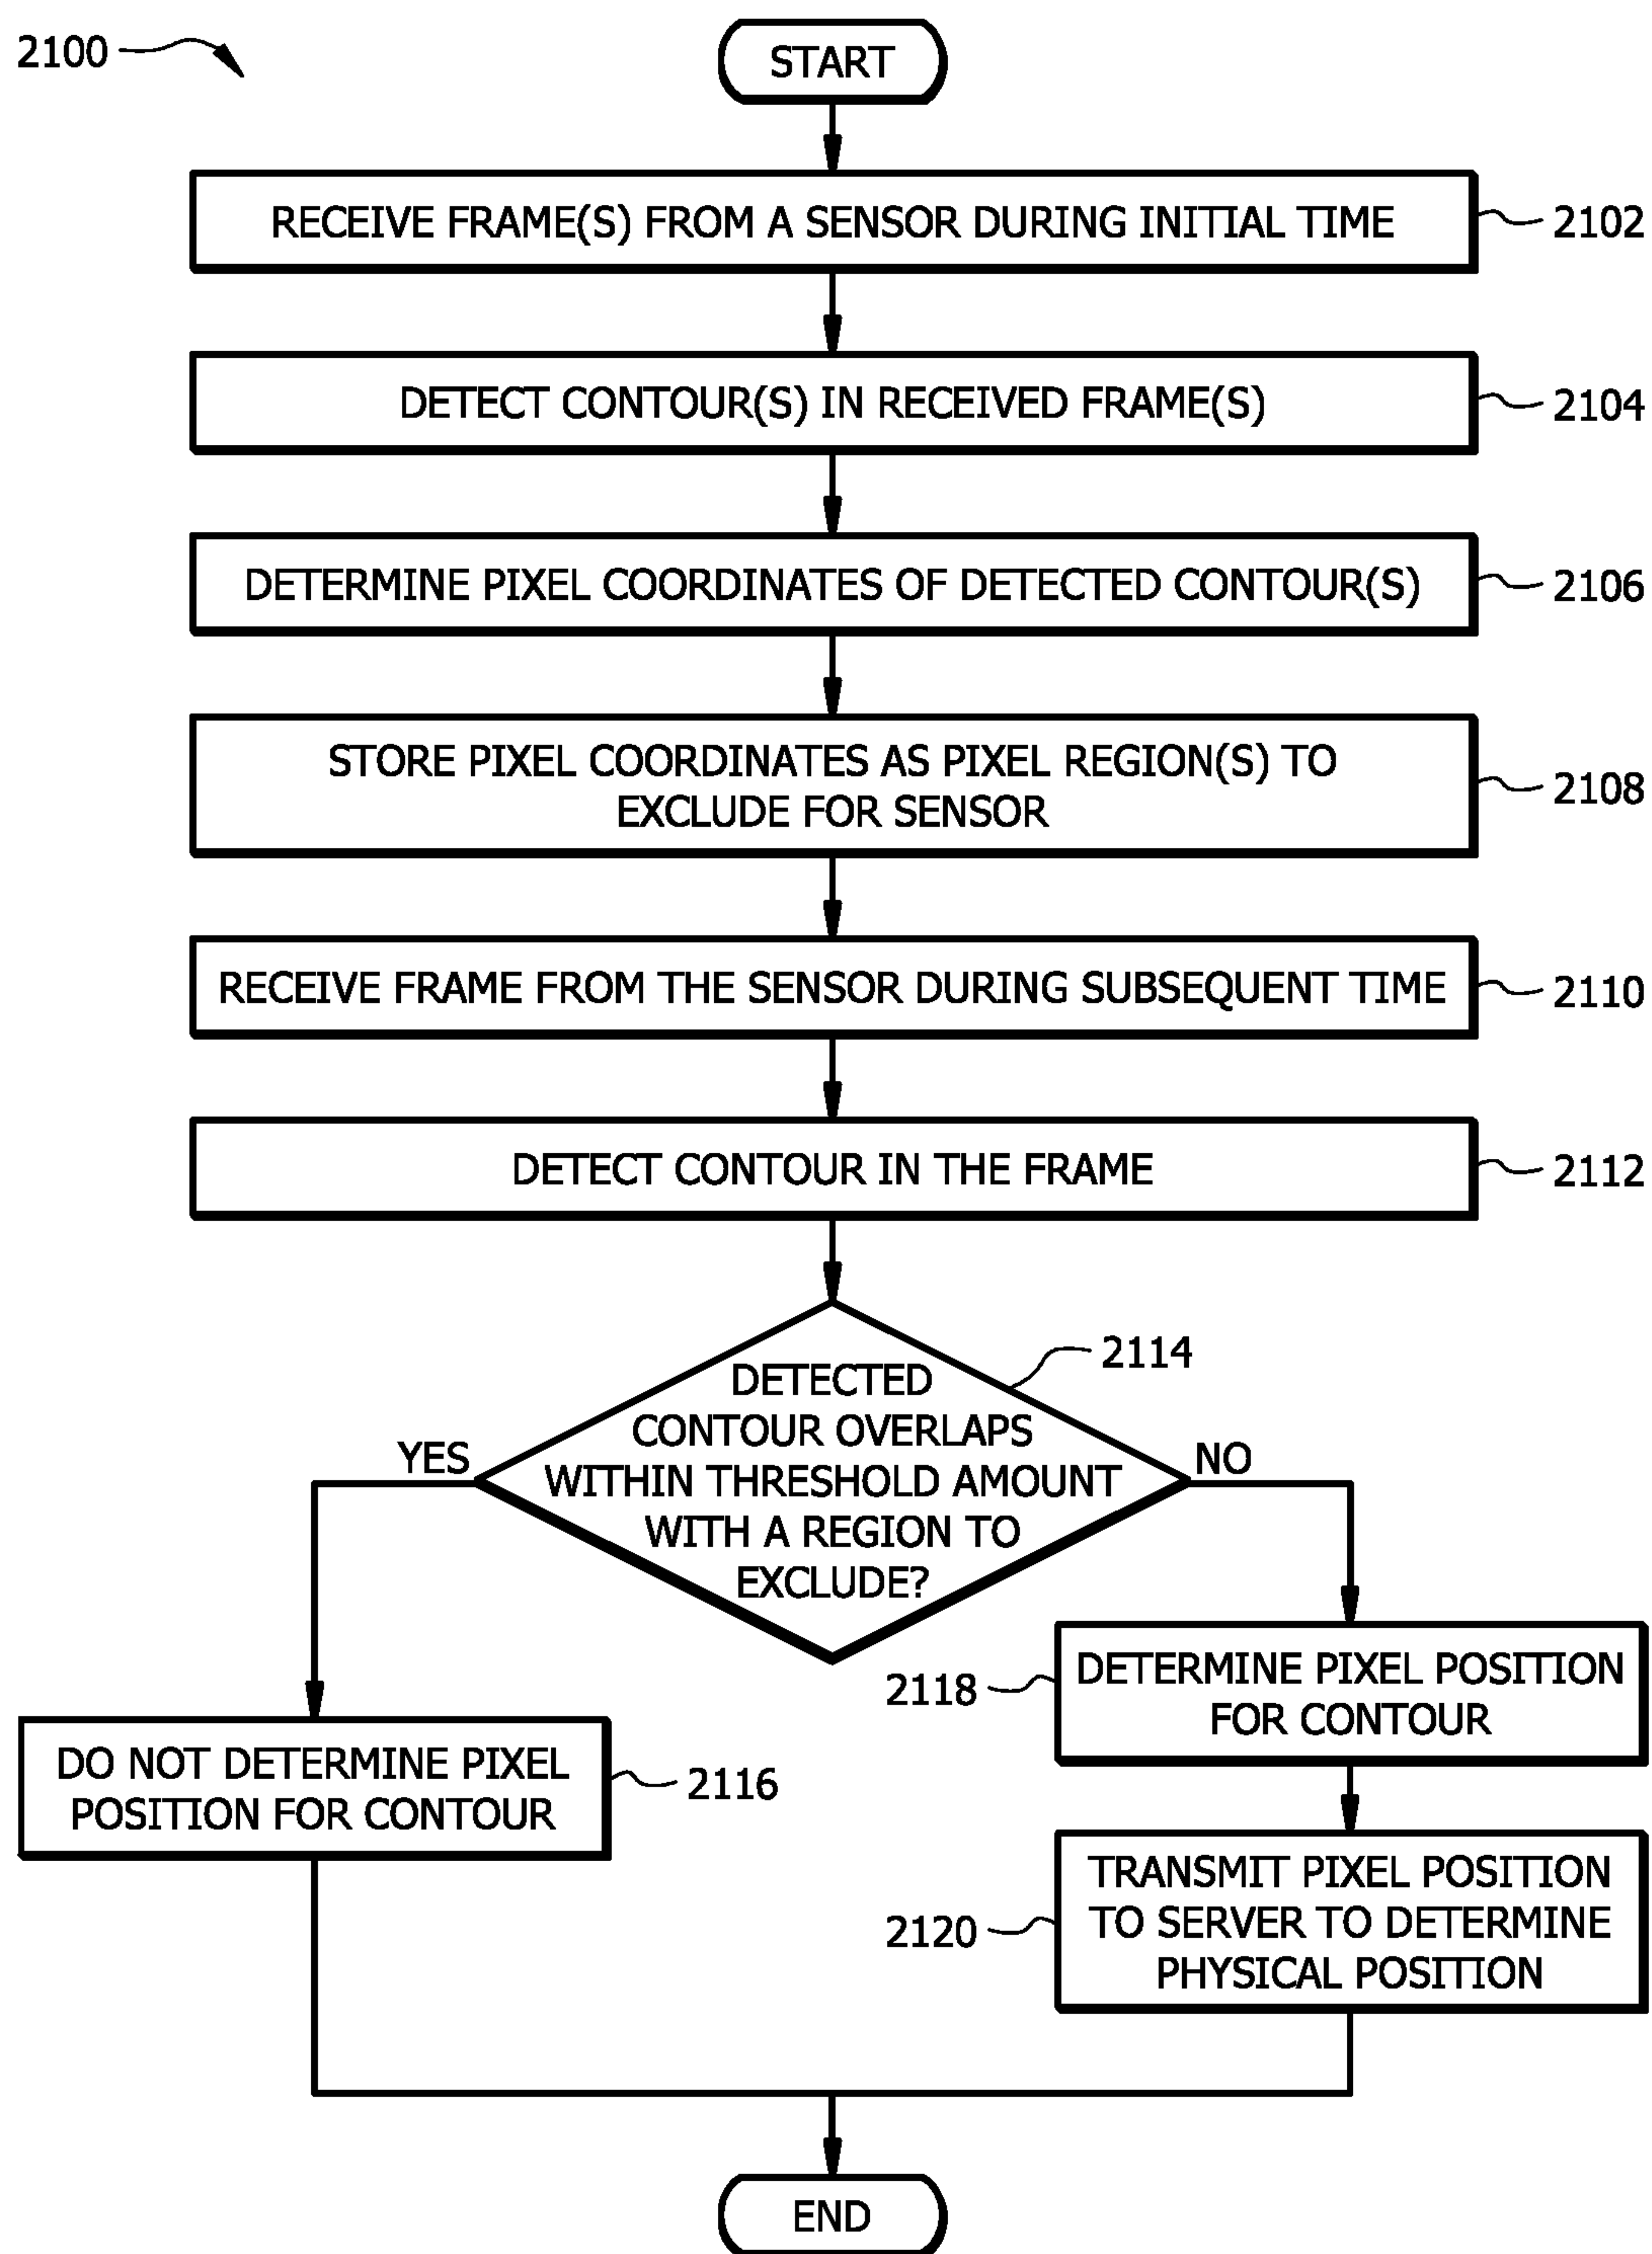 2100
START
RECEIVE FRAME(S) FROM A SENSOR DURING INITIAL TIME
2102
DETECT CONTOUR(S) IN RECEIVED FRAME(S)
2104
DETERMINE PIXEL COORDINATES OF DETECTED CONTOUR(S)
2106
STORE PIXEL COORDINATES AS PIXEL REGION(S) TO
EXCLUDE FOR SENSOR
2108
RECEIVE FRAME FROM THE SENSOR DURING SUBSEQUENT TIME
2110
DETECT CONTOUR IN THE FRAME
2112
DETECTED
CONTOUR OVERLAPS
WITHIN THRESHOLD AMOUNT
WITH A REGION TO
EXCLUDE?
2114
YES
NO
DO NOT DETERMINE PIXEL
POSITION FOR CONTOUR
2116
DETERMINE PIXEL POSITION
FOR CONTOUR
2118
TRANSMIT PIXEL POSITION
TO SERVER TO DETERMINE
PHYSICAL POSITION
2120
END